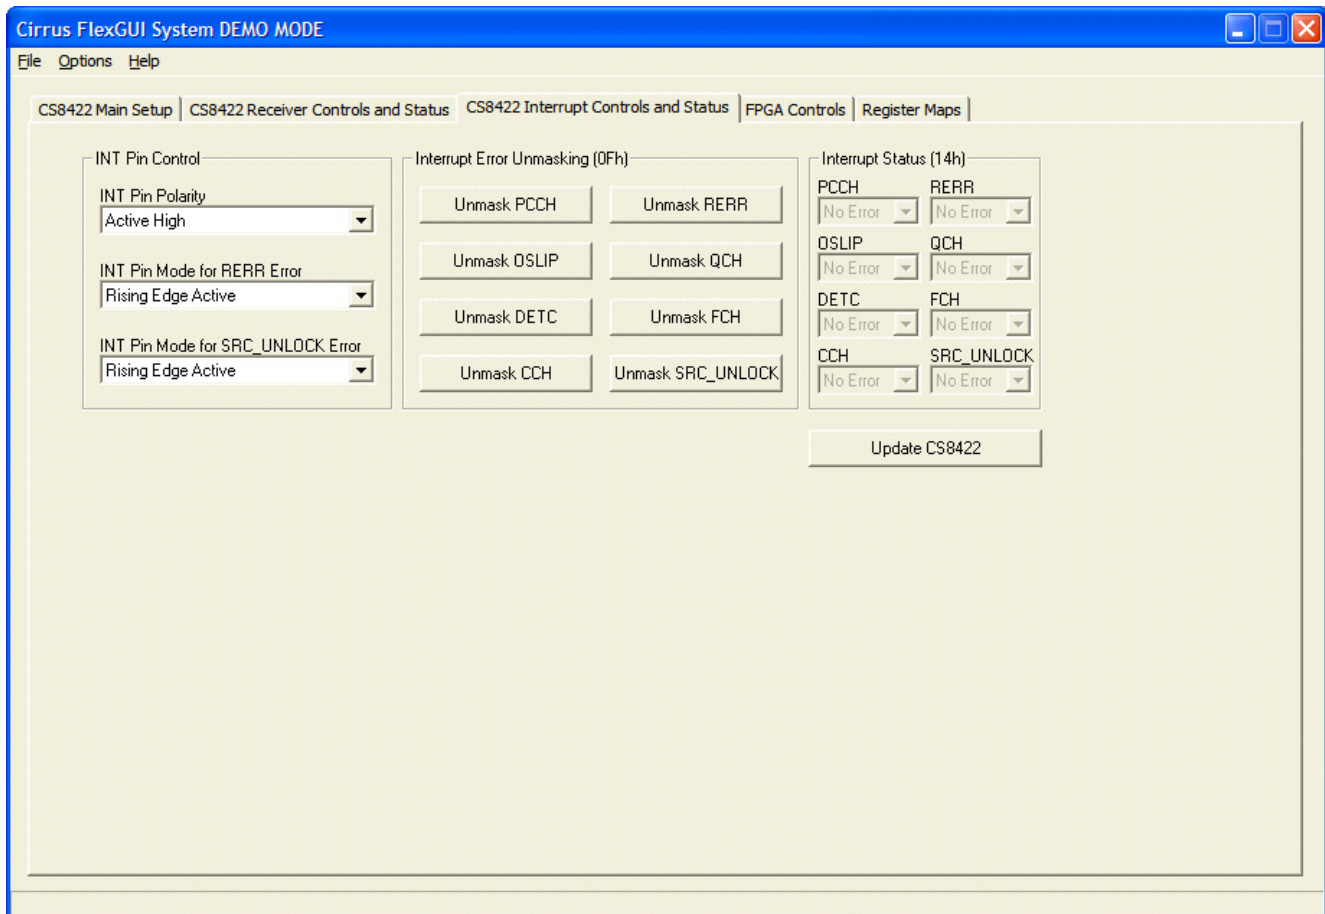 Cirrus FlexGUI System DEMO MODE
File Options Help
CS8422 Main Setup CS8422 Receiver Controls and Status CS8422 Interrupt Controls and Status FPGA Controls Register Maps
INT Pin Control
INT Pin Polarity
Active High
INT Pin Mode for RERR Error
Rising Edge Active
INT Pin Mode for SRC_UNLOCK Error
Rising Edge Active
Interrupt Error Unmasking (0Fh)
Unmask PCCH Unmask RERR
Unmask OSLIP Unmask QCH
Unmask DETC Unmask FCH
Unmask CCH Unmask SRC_UNLOCK
Interrupt Status (14h)
PCCH RERR
No Error No Error
OSLIP QCH
No Error No Error
DETC FCH
No Error No Error
CCH SRC_UNLOCK
No Error No Error
Update CS8422